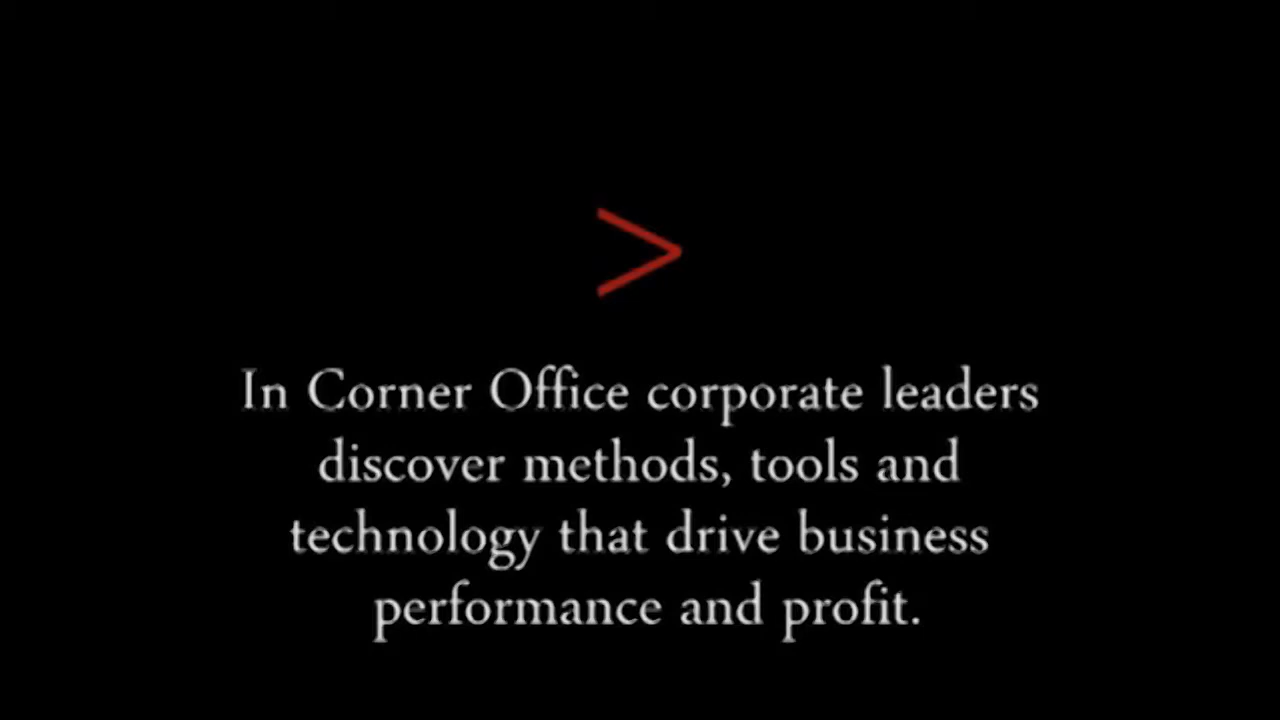 >
In Corner Office corporate leaders
discover methods, tools and
technology that drive business
performance and profit.